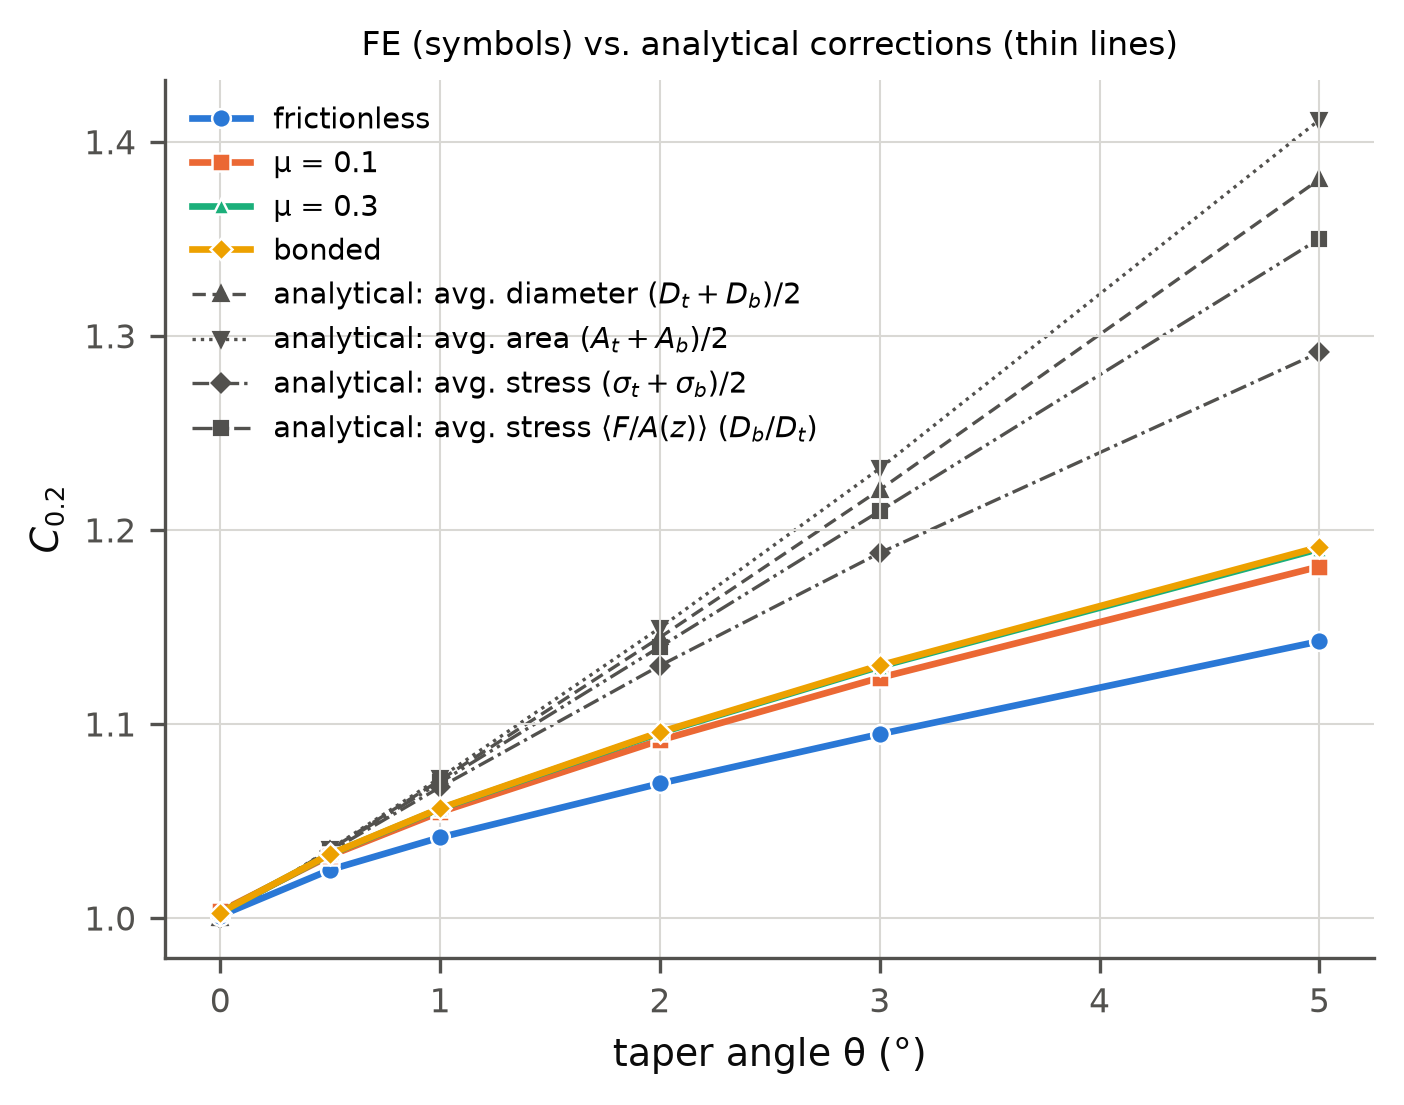 FE (symbols) vs. analytical corrections (thin lines)
frictionless
μ = 0.1
μ = 0.3
bonded
analytical: avg. diameter (D_t + D_b)/2
analytical: avg. area (A_t + A_b)/2
analytical: avg. stress (σ_t + σ_b)/2
analytical: avg. stress ⟨F/A(z)⟩ (D_b/D_t)
1.4
1.3
1.2
1.1
1.0
C_0.2
0 1 2 3 4 5
taper angle θ (°)